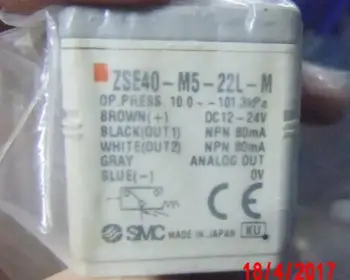 ZSE40-M5-22L-M
OP.PRESS. 10.0~-101.3kPa
BROWN(+) DC12-24V
BLACK(OUT1) NPN 80mA
WHITE(OUT2) NPN 80mA
GRAY ANALOG OUT
BLUE(-) 0V
SMC MADE IN JAPAN KU CE
18/4/2017